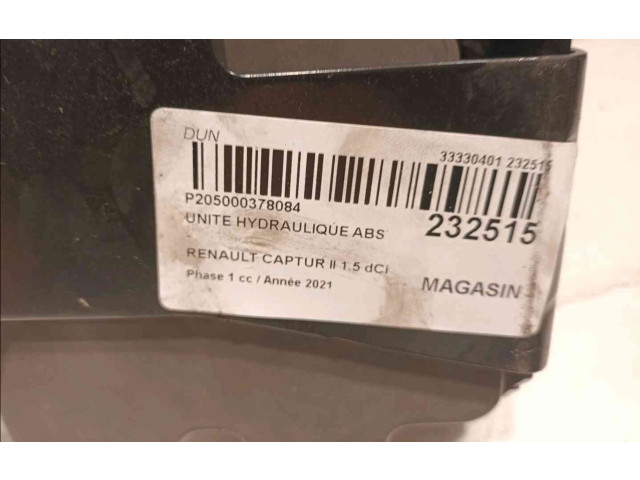 DUN
33330401 232515
P205000378084
UNITE HYDRAULIQUE ABS
232515
RENAULT CAPTUR II 1.5 dCi
Phase 1 cc / Année 2021
MAGASIN